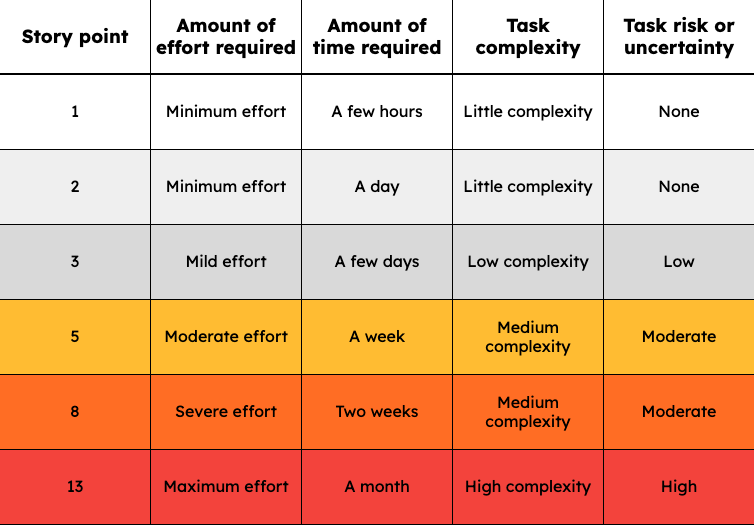 Story point
Amount of effort required
Amount of time required
Task complexity
Task risk or uncertainty
1
Minimum effort
A few hours
Little complexity
None
2
Minimum effort
A day
Little complexity
None
3
Mild effort
A few days
Low complexity
Low
5
Moderate effort
A week
Medium complexity
Moderate
8
Severe effort
Two weeks
Medium complexity
Moderate
13
Maximum effort
A month
High complexity
High